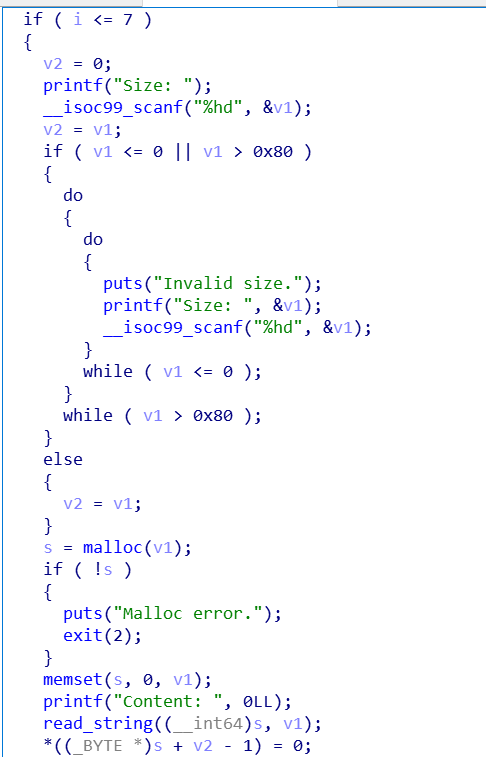 if ( i <= 7 )
{
v2 = 0;
printf("Size: ");
__isoc99_scanf("%hd", &v1);
v2 = v1;
if ( v1 <= 0 || v1 > 0x80 )
{
do
{
do
{
puts("Invalid size.");
printf("Size: ", &v1);
__isoc99_scanf("%hd", &v1);
}
while ( v1 <= 0 );
}
while ( v1 > 0x80 );
}
else
{
v2 = v1;
}
s = malloc(v1);
if ( !s )
{
puts("Malloc error.");
exit(2);
}
memset(s, 0, v1);
printf("Content: ", 0LL);
read_string((__int64)s, v1);
*((_BYTE *)s + v2 - 1) = 0;